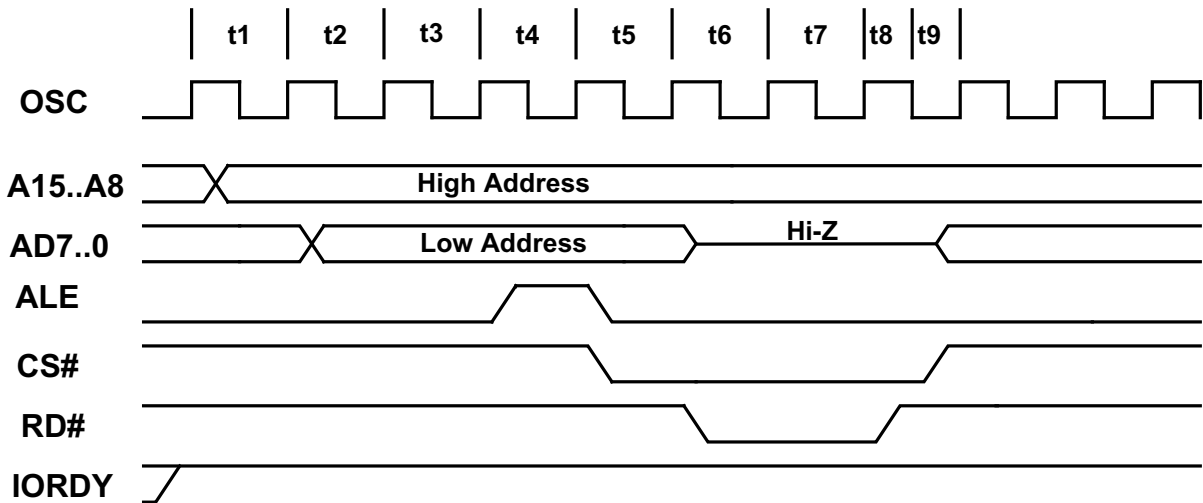 t1 t2 t3 t4 t5 t6 t7 t8 t9
OSC
A15..A8 High Address
AD7..0 Low Address Hi-Z
ALE
CS#
RD#
IORDY